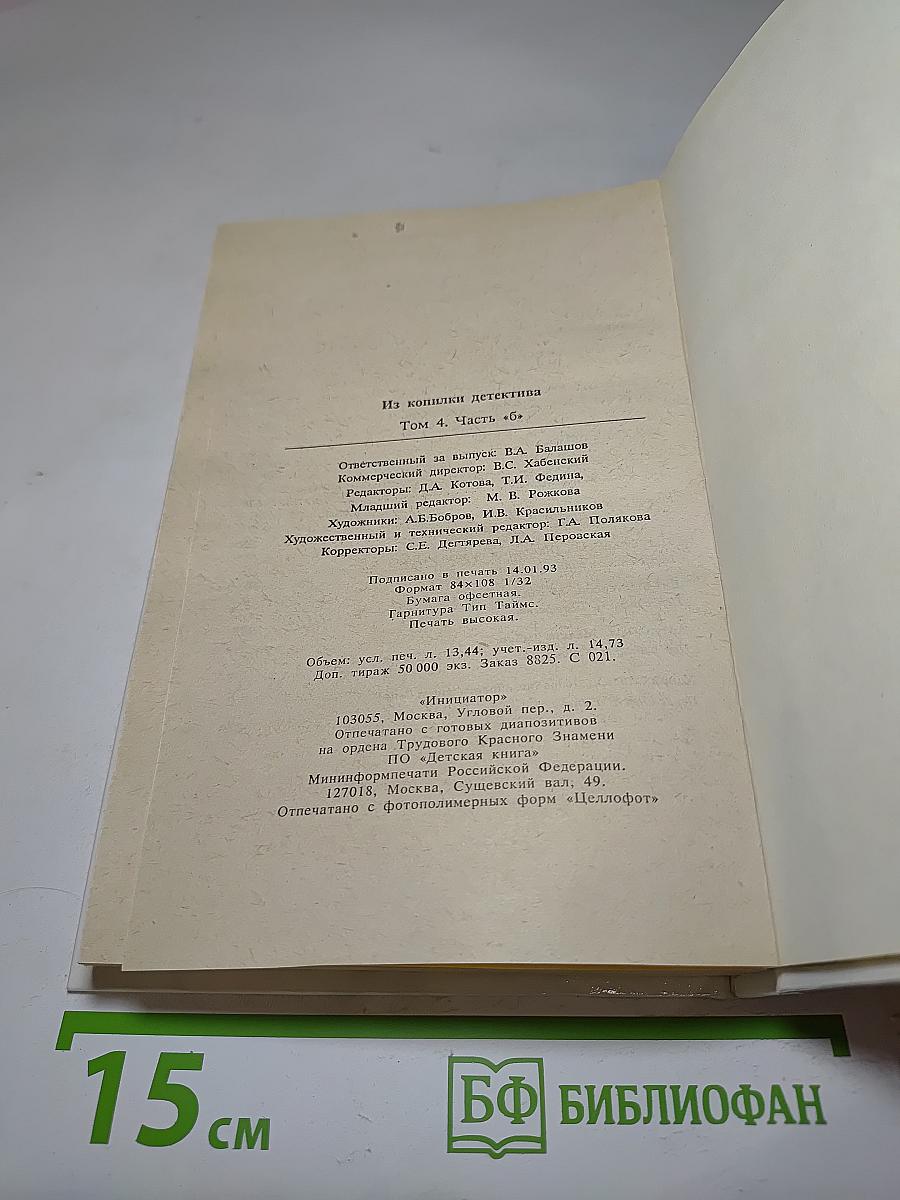 Из копилки детектива
Том 4. Часть «б»
Ответственный за выпуск: В.А. Балашов
Коммерческий директор: В.С. Хабенский
Редакторы: Д.А. Котова, Т.И. Федина,
Младший редактор: М. В. Рожкова
Художники: А.Б.Бобров, И.В. Красильников
Художественный и технический редактор: Г.А. Полякова
Корректоры: С.Е. Дегтярева, Л.А. Перовская
Подписано в печать 14.01.93
Формат 84×108 1/32
Бумага офсетная.
Гарнитура Тип Таймс.
Печать высокая.
Объем: усл. печ. л. 13,44; учет.-изд. л. 14,73
Доп. тираж 50 000 экз. Заказ 8825. С 021.
«Инициатор»
103055, Москва, Угловой пер., д. 2.
Отпечатано с готовых диапозитивов
на ордена Трудового Красного Знамени
ПО «Детская книга»
Мининформпечати Российской Федерации.
127018, Москва, Сущевский вал, 49.
Отпечатано с фотополимерных форм «Целлофот»
15 см
БФ БИБЛИОФАН